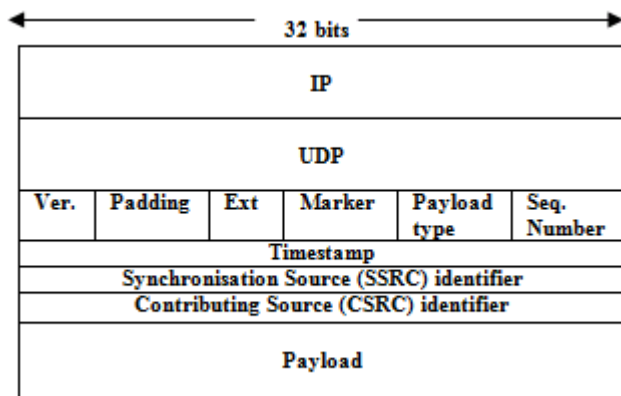 32 bits
IP
UDP
Ver. Padding Ext Marker Payload type Seq. Number
Timestamp
Synchronisation Source (SSRC) identifier
Contributing Source (CSRC) identifier
Payload